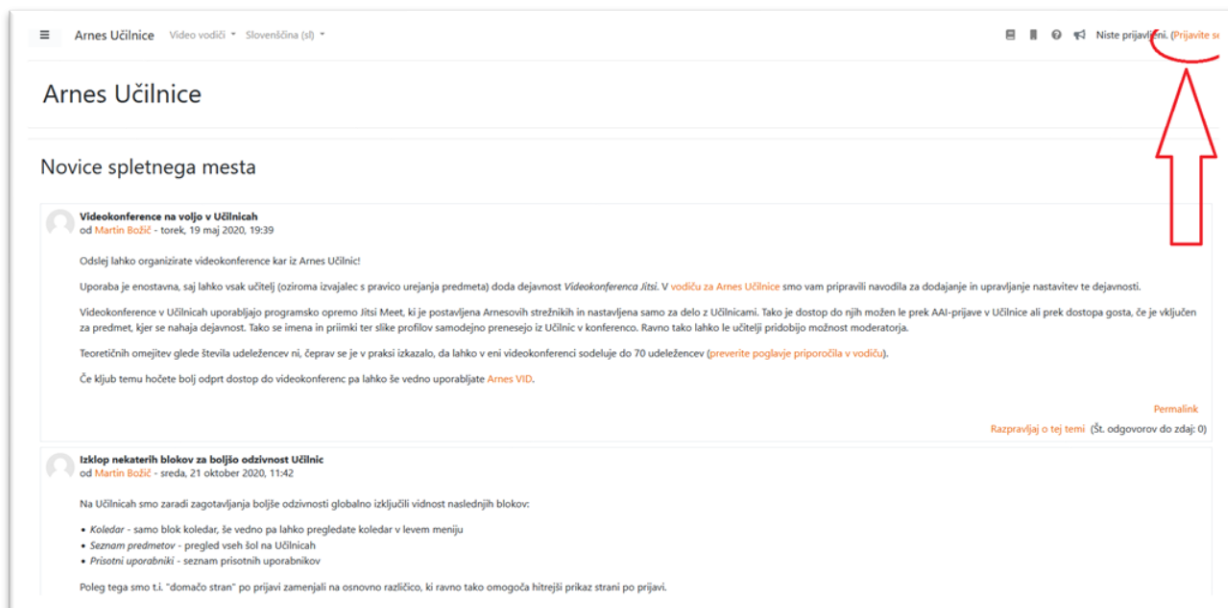 Arnes Učilnice Video vodiči Slovenščina (sl) Niste prijavljeni. (Prijavite se
Arnes Učilnice
Novice spletnega mesta
Videokonference na voljo v Učilnicah
od Martin Božič - torek, 19 maj 2020, 19:39
Odslej lahko organizirate videokonference kar iz Arnes Učilnic!
Uporaba je enostavna, saj lahko vsak učitelj (oziroma izvajalec s pravico urejanja predmeta) doda dejavnost Videokonferenca Jitsi. V vodiču za Arnes Učilnice smo vam pripravili navodila za dodajanje in upravljanje nastavitev te dejavnosti.
Videokonference v Učilnicah uporabljajo programsko opremo Jitsi Meet, ki je postavljena Arnesovih strežnikih in nastavljena samo za delo z Učilnicami. Tako je dostop do njih možen le prek AAI-prijave v Učilnice ali prek dostopa gosta, če je vključen
za predmet, kjer se nahaja dejavnost. Tako se imena in priimki ter slike profilov samodejno prenesejo iz Učilnic v konferenco. Ravno tako lahko le učitelji pridobijo možnost moderatorja.
Teoretičnih omejitev glede števila udeležencev ni, čeprav se je v praksi izkazalo, da lahko v eni videokonferenci sodeluje do 70 udeležencev (preverite poglavje priporočila v vodiču).
Če kljub temu hočete bolj odprt dostop do videokonferenc pa lahko še vedno uporabljate Arnes VID.
Permalink
Razpravljaj o tej temi (Št. odgovorov do zdaj: 0)
Izklop nekaterih blokov za boljšo odzivnost Učilnic
od Martin Božič - sreda, 21 oktober 2020, 11:42
Na Učilnicah smo zaradi zagotavljanja boljše odzivnosti globalno izključili vidnost naslednjih blokov:
• Koledar - samo blok koledar, še vedno pa lahko pregledate koledar v levem meniju
• Seznam predmetov - pregled vseh šol na Učilnicah
• Prisotni uporabniki - seznam prisotnih uporabnikov
Poleg tega smo t.i. "domačo stran" po prijavi zamenjali na osnovno različico, ki ravno tako omogoča hitrejši prikaz strani po prijavi.